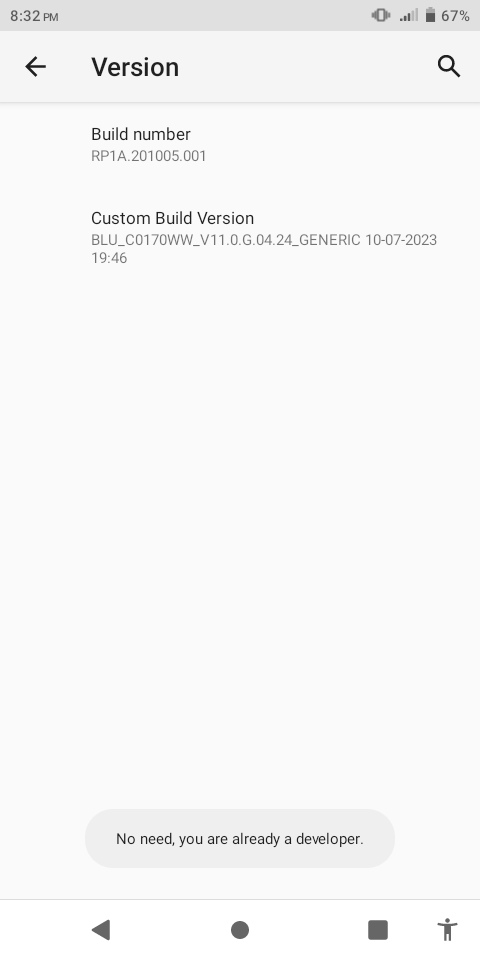 8:32 PM 67%
Version
Build number
RP1A.201005.001
Custom Build Version
BLU_C0170WW_V11.0.G.04.24_GENERIC 10-07-2023
19:46
No need, you are already a developer.